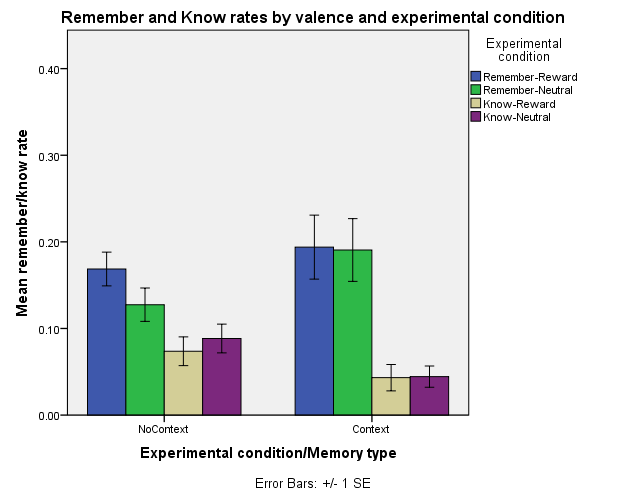 Remember and Know rates by valence and experimental condition
Experimental
condition
Remember-Reward
Remember-Neutral
Know-Reward
Know-Neutral
Mean remember/know rate
0.40
0.30
0.20
0.10
0.00
NoContext
Context
Experimental condition/Memory type
Error Bars: +/- 1 SE